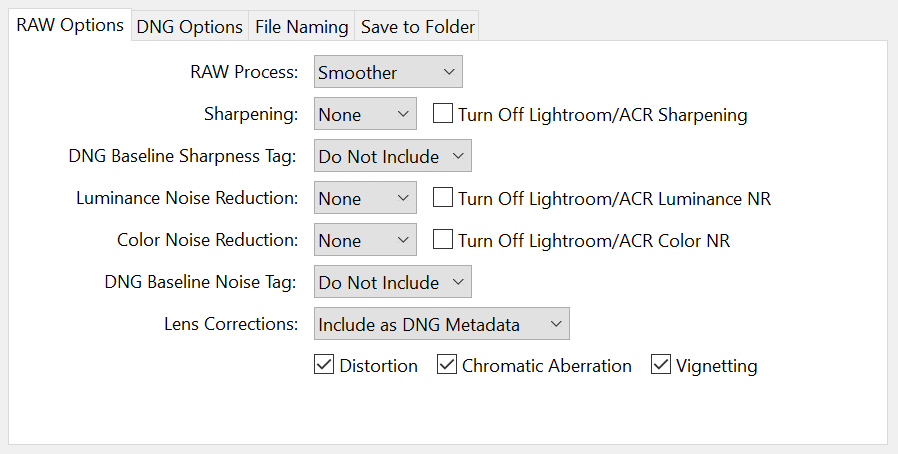 RAW Options DNG Options File Naming Save to Folder
RAW Process: Smoother
Sharpening: None Turn Off Lightroom/ACR Sharpening
DNG Baseline Sharpness Tag: Do Not Include
Luminance Noise Reduction: None Turn Off Lightroom/ACR Luminance NR
Color Noise Reduction: None Turn Off Lightroom/ACR Color NR
DNG Baseline Noise Tag: Do Not Include
Lens Corrections: Include as DNG Metadata
Distortion Chromatic Aberration Vignetting